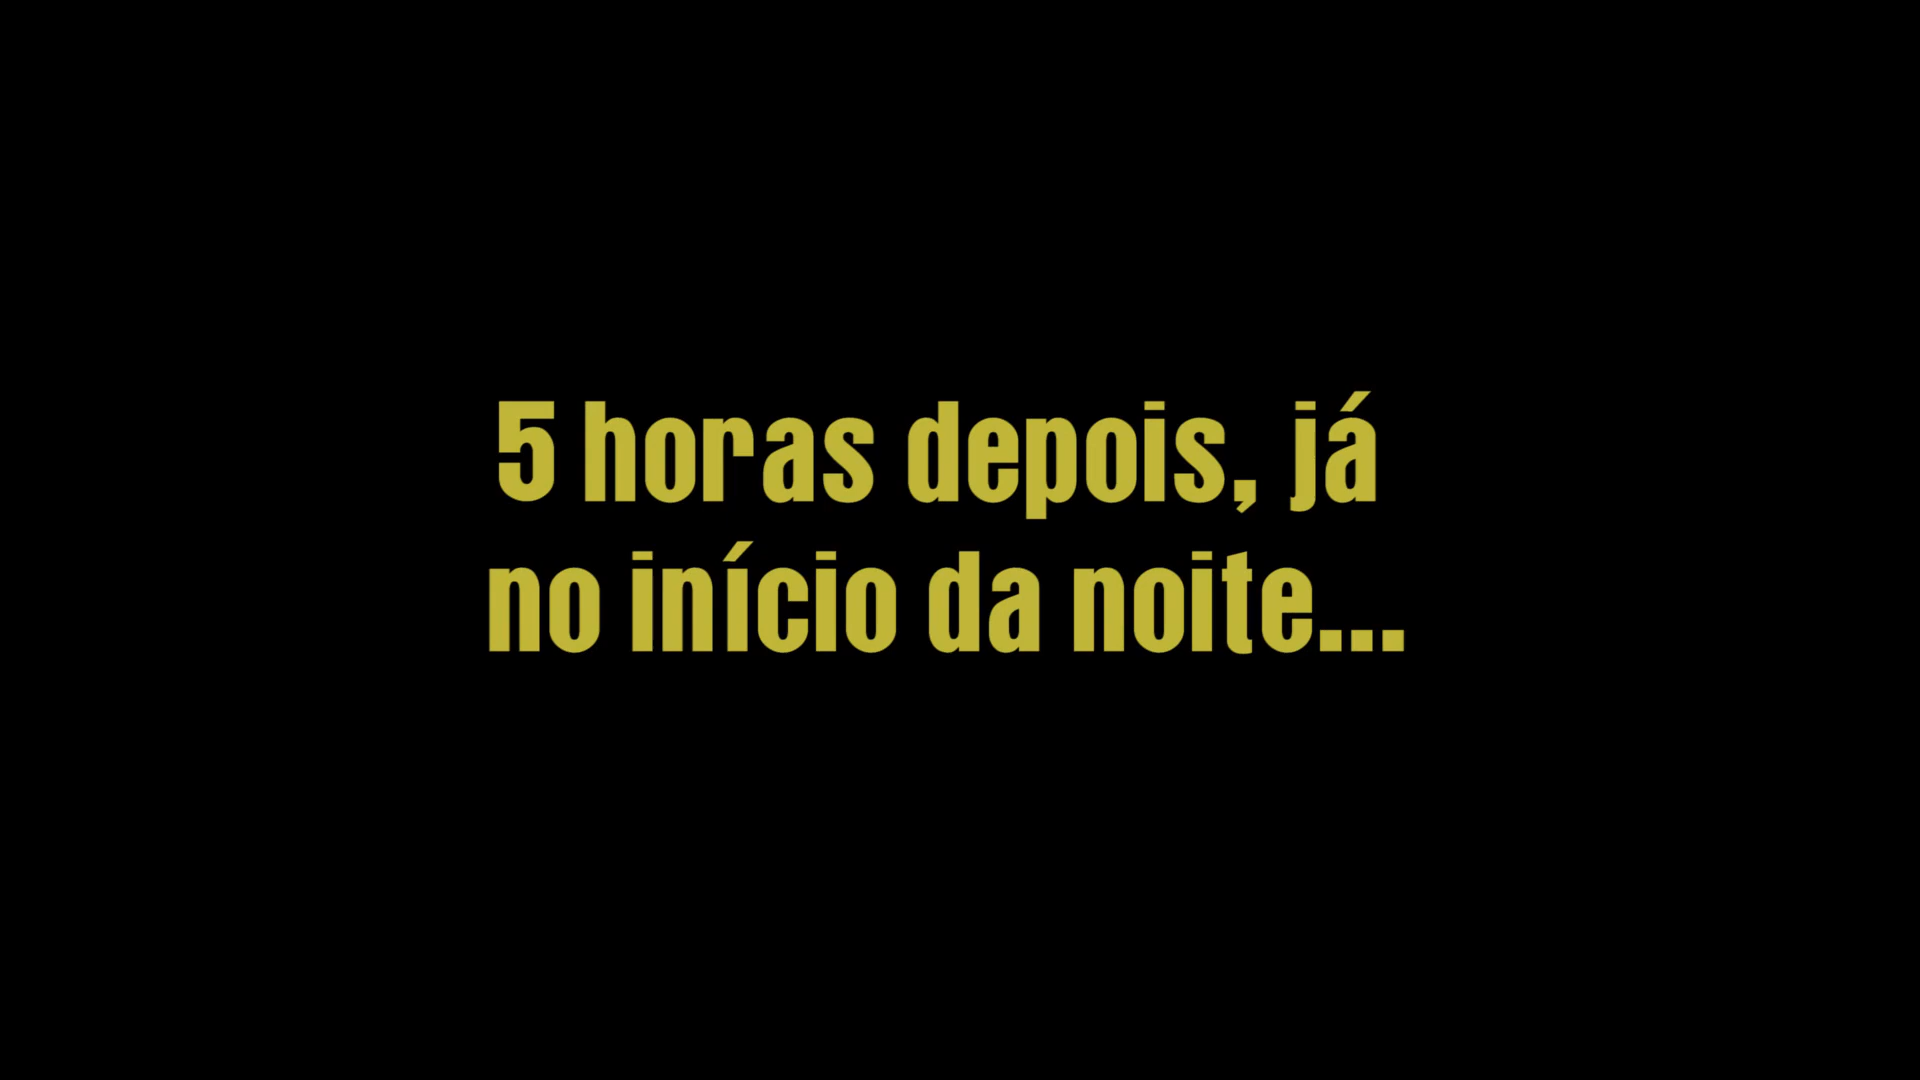 5 horas depois, já
no início da noite...